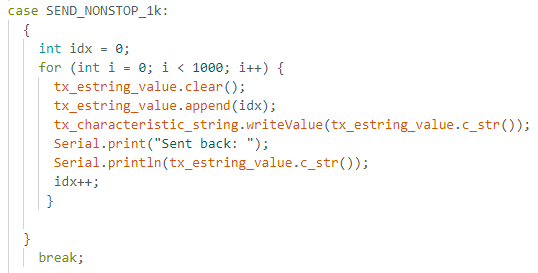 case SEND_NONSTOP_1k:
{
int idx = 0;
for (int i = 0; i < 1000; i++) {
tx_estring_value.clear();
tx_estring_value.append(idx);
tx_characteristic_string.writeValue(tx_estring_value.c_str());
Serial.print("Sent back: ");
Serial.println(tx_estring_value.c_str());
idx++;
}
}
break;